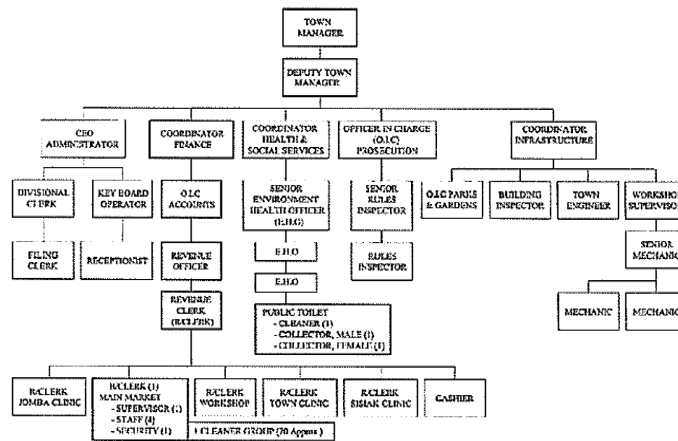 TOWN
MANAGER
DEPUTY TOWN
MANAGER
CEO
ADMINISTRATOR
COORDINATOR
FINANCE
COORDINATOR
HEALTH &
SOCIAL SERVICES
OFFICER IN CHARGE
(O.I.C)
PROSECUTION
COORDINATOR
INFRASTRUCTURE
DIVISIONAL
CLERK
KEY BOARD
OPERATOR
O.I.C
ACCOUNTS
SENIOR
ENVIRONMENT
HEALTH OFFICER
(E.H.O)
SENIOR
RULES
INSPECTOR
O.I.C PARKS
& GARDENS
BUILDING
INSPECTOR
TOWN
ENGINEER
WORKSHOP
SUPERVISOR
FILING
CLERK
RECEPTIONIST
REVENUE
OFFICER
E.H.O
RULES
INSPECTOR
SENIOR
MECHANIC
E.H.O
REVENUE
CLERK
(R/CLERK)
PUBLIC TOILET
- CLEANER (1)
- COLLECTOR, MALE (1)
- COLLECTOR, FEMALE (1)
MECHANIC
MECHANIC
R/CLERK
JOMBA CLINIC
R/CLERK (1)
MAIN MARKET
- SUPERVISOR (1)
- STAFF (4)
- SECURITY (1)
R/CLERK
WORKSHOP
R/CLERK
TOWN CLINIC
R/CLERK
SISIAK CLINIC
CASHIER
CLEANER GROUP (20 Approx.)